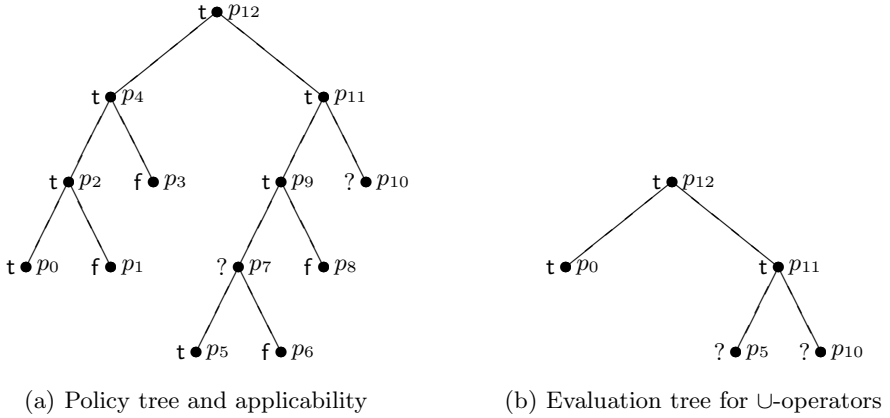 t p12
t p4 t p11
t p2 f p3 t p9 ? p10 t p12
t p0 f p1 ? p7 f p8 t p0 t p11
t p5 f p6 ? p5 ? p10
(a) Policy tree and applicability (b) Evaluation tree for ∪-operators